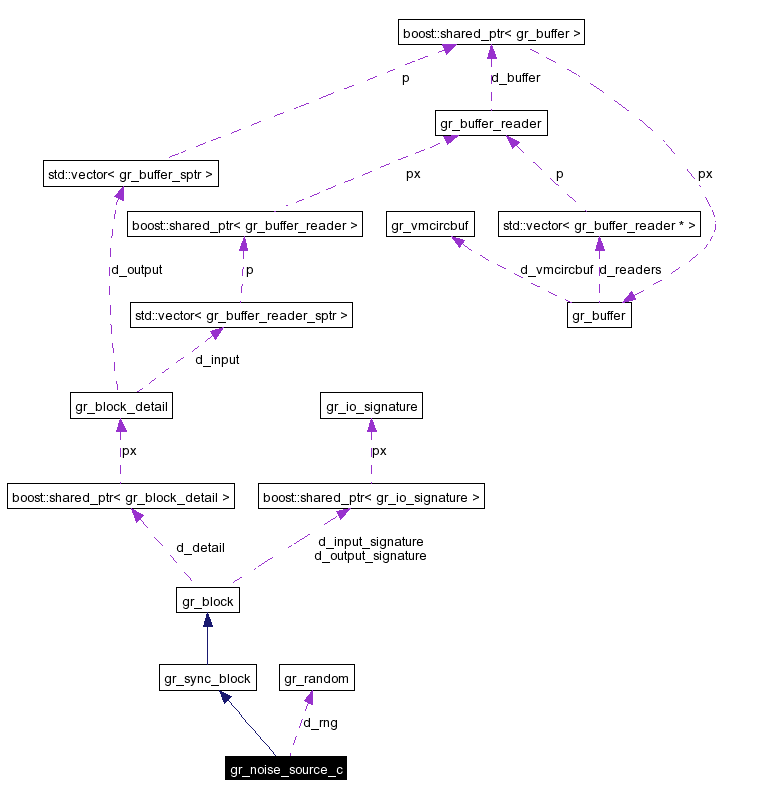 boost::shared_ptr< gr_buffer >
p
d_buffer
gr_buffer_reader
std::vector< gr_buffer_sptr >
px
p
px
boost::shared_ptr< gr_buffer_reader >
gr_vmcircbuf
std::vector< gr_buffer_reader * >
d_output
p
d_vmcircbuf
d_readers
std::vector< gr_buffer_reader_sptr >
gr_buffer
d_input
gr_block_detail
gr_io_signature
px
px
boost::shared_ptr< gr_block_detail >
boost::shared_ptr< gr_io_signature >
d_detail
d_input_signature
d_output_signature
gr_block
gr_sync_block
gr_random
d_rng
gr_noise_source_c